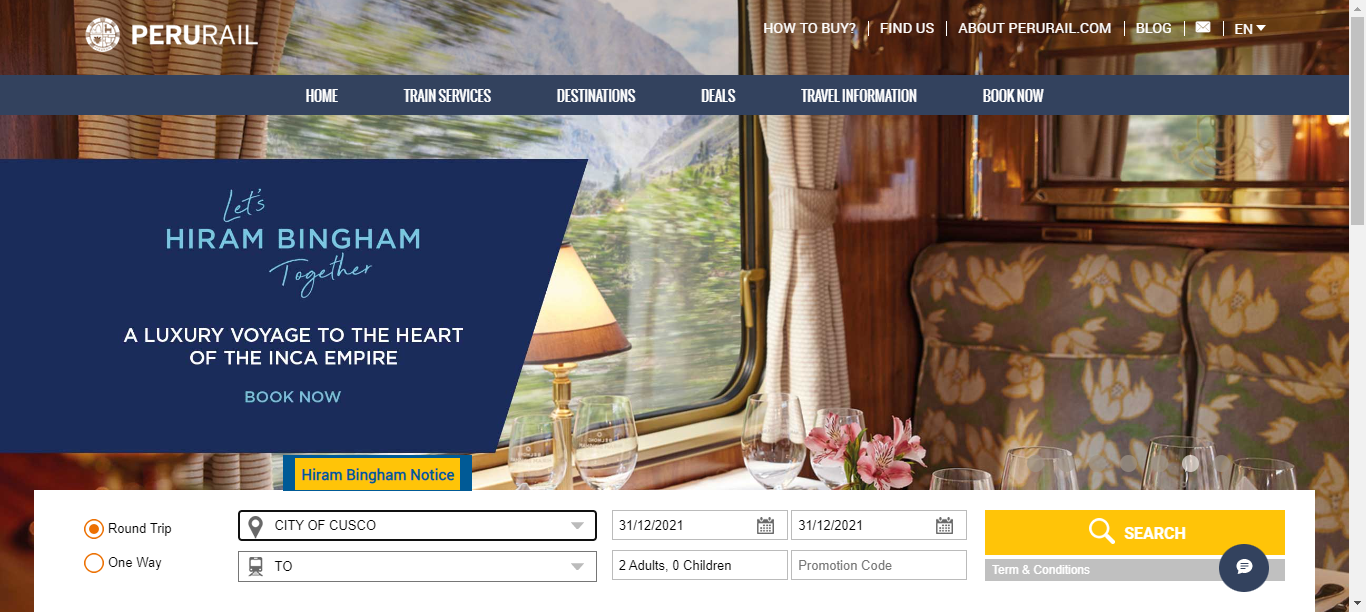 PERURAIL
HOW TO BUY?
FIND US
ABOUT PERURAIL.COM
BLOG
EN
HOME
TRAIN SERVICES
DESTINATIONS
DEALS
TRAVEL INFORMATION
BOOK NOW
Let's
HIRAM BINGHAM
Together
A LUXURY VOYAGE TO THE HEART
OF THE INCA EMPIRE
BOOK NOW
Hiram Bingham Notice
Round Trip
One Way
CITY OF CUSCO
TO
31/12/2021
31/12/2021
2 Adults, 0 Children
Promotion Code
SEARCH
Term & Conditions